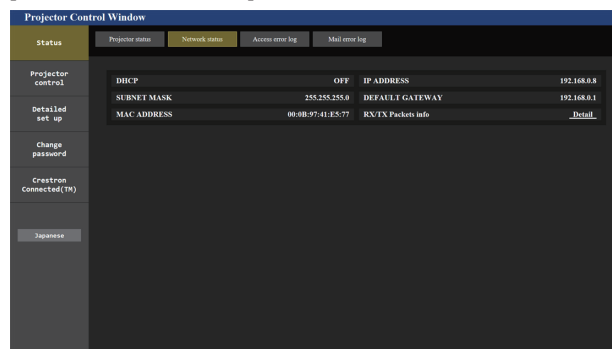 Projector Control Window
Status
Projector status
Network status
Access error log
Mail error log
Projector
control
Detailed
set up
Change
password
Crestron
Connected(TM)
Japanese
DHCP OFF IP ADDRESS 192.168.0.8
SUBNET MASK 255.255.255.0 DEFAULT GATEWAY 192.168.0.1
MAC ADDRESS 00:0B:97:41:E5:77 RX/TX Packets info Detail